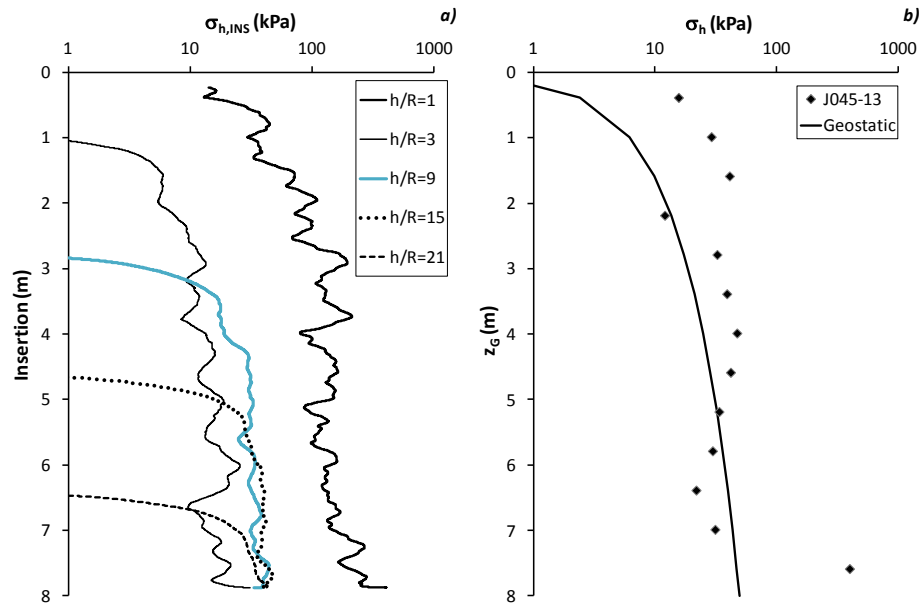 σh,INS (kPa)
a)
1 10 100 1000
0
1
2
3
4
5
6
7
8
Insertion (m)
h/R=1
h/R=3
h/R=9
h/R=15
h/R=21
σh (kPa)
b)
1 10 100 1000
0
1
2
3
4
5
6
7
8
zG (m)
J045-13
Geostatic